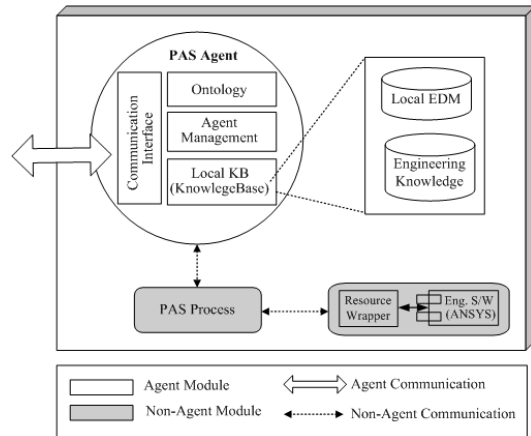 PAS Agent
Communication
Interface
Ontology
Agent
Management
Local KB
(KnowlegeBase)
Local EDM
Engineering
Knowledge
PAS Process
Resource
Wrapper
Eng. S/W
(ANSYS)
Agent Module
Agent Communication
Non-Agent Module
Non-Agent Communication